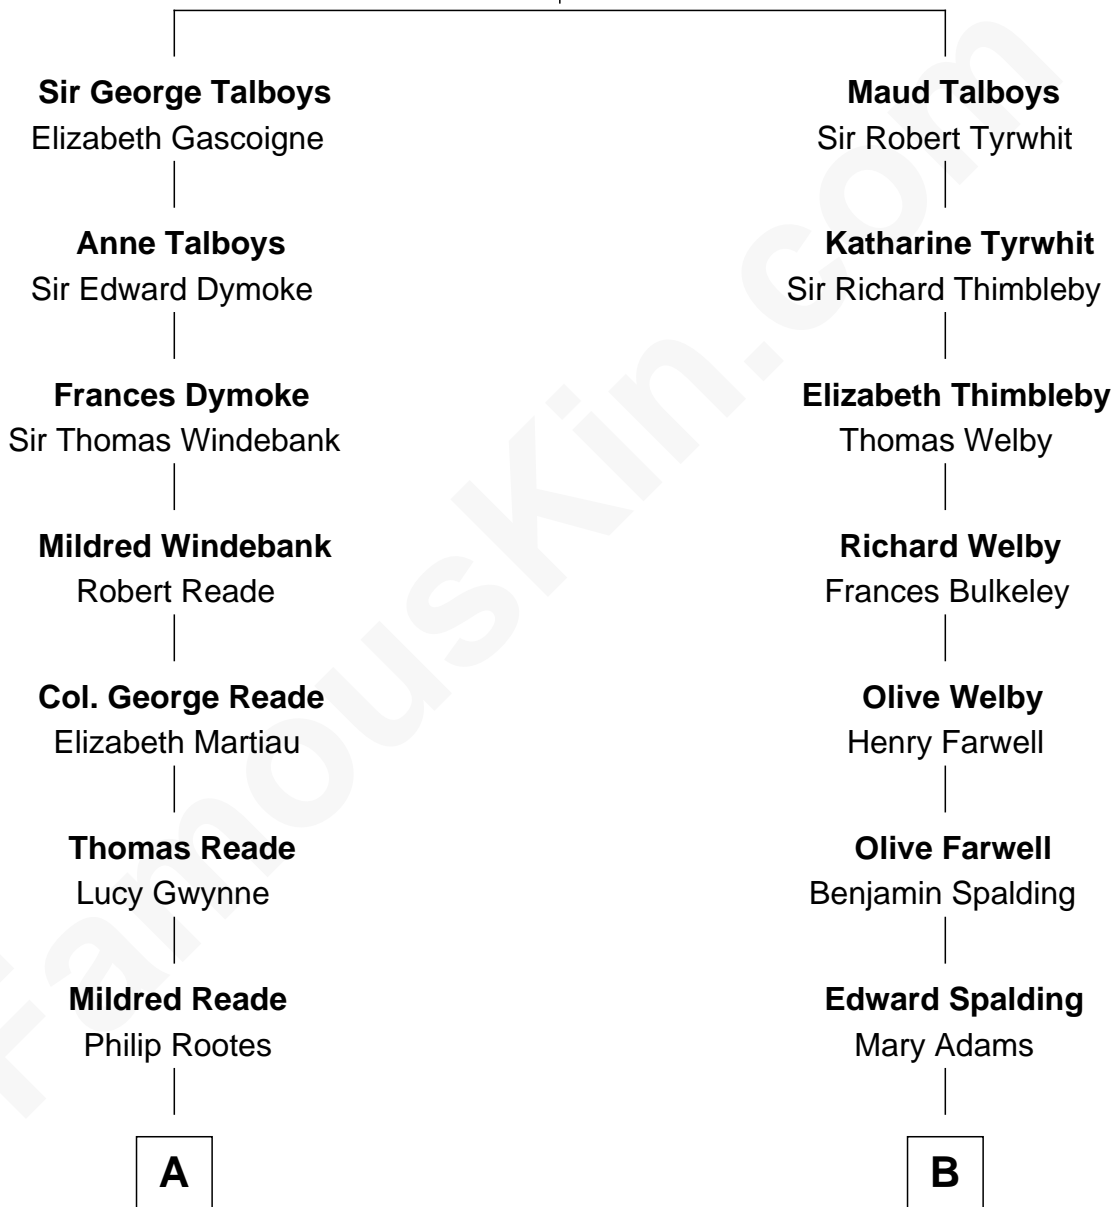 Sir George Talboys
Elizabeth Gascoigne
Anne Talboys
Sir Edward Dymoke
Frances Dymoke
Sir Thomas Windebank
Mildred Windebank
Robert Reade
Col. George Reade
Elizabeth Martiau
Thomas Reade
Lucy Gwynne
Mildred Reade
Philip Rootes
A
Maud Talboys
Sir Robert Tyrwhit
Katharine Tyrwhit
Sir Richard Thimbleby
Elizabeth Thimbleby
Thomas Welby
Richard Welby
Frances Bulkeley
Olive Welby
Henry Farwell
Olive Farwell
Benjamin Spalding
Edward Spalding
Mary Adams
B
FamousKin.com